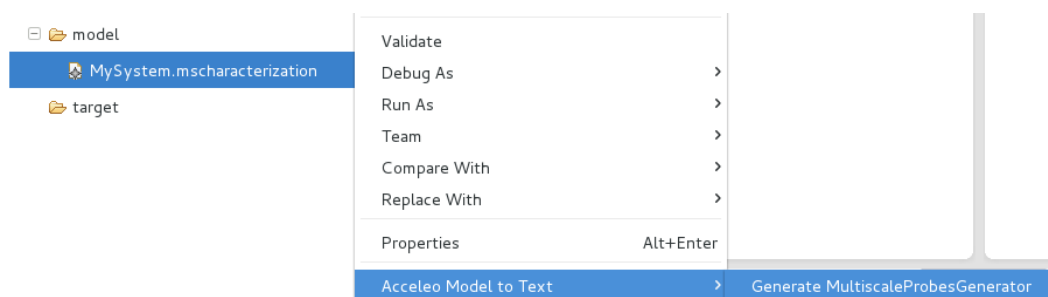 model
MySystem.mscharacterization
target
Validate
Debug As
Run As
Team
Compare With
Replace With
Properties Alt+Enter
Acceleo Model to Text Generate MultiscaleProbesGenerator